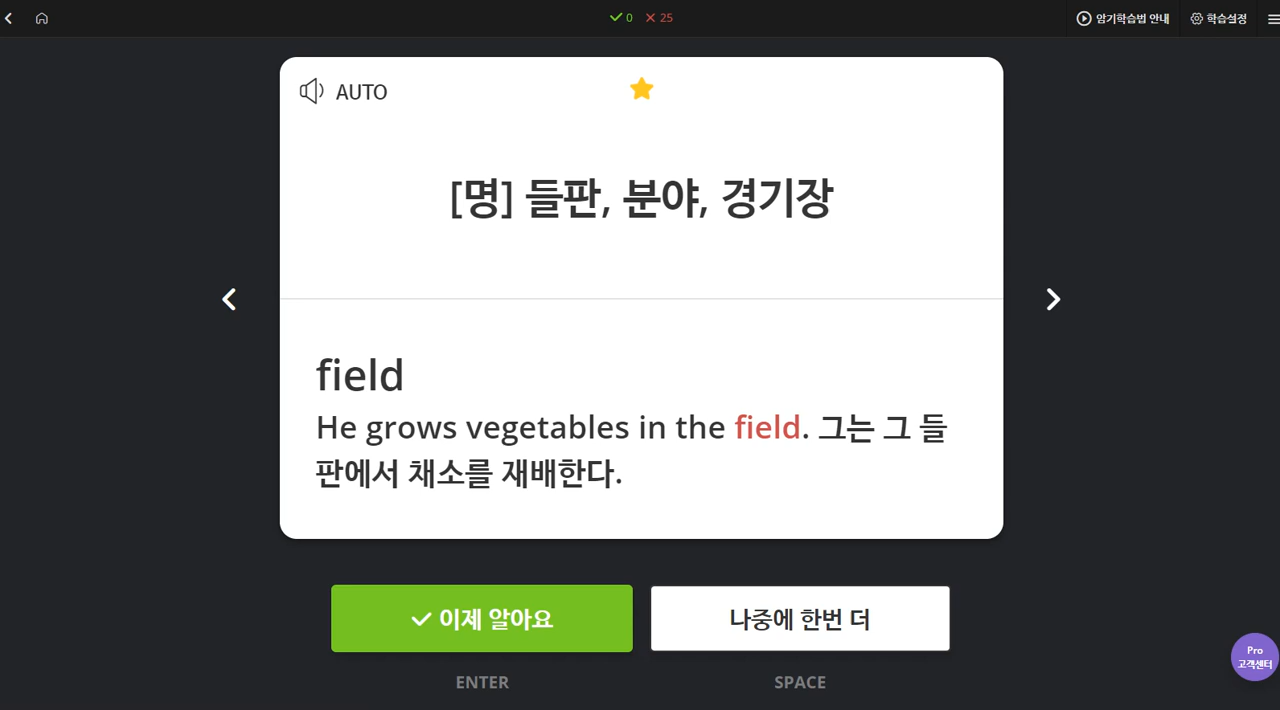 0 25
암기학습법 안내
학습설정
AUTO
[명] 들판, 분야, 경기장
field
He grows vegetables in the field. 그는 그 들
판에서 채소를 재배한다.
이제 알아요
나중에 한번 더
ENTER
SPACE
Pro
고객센터